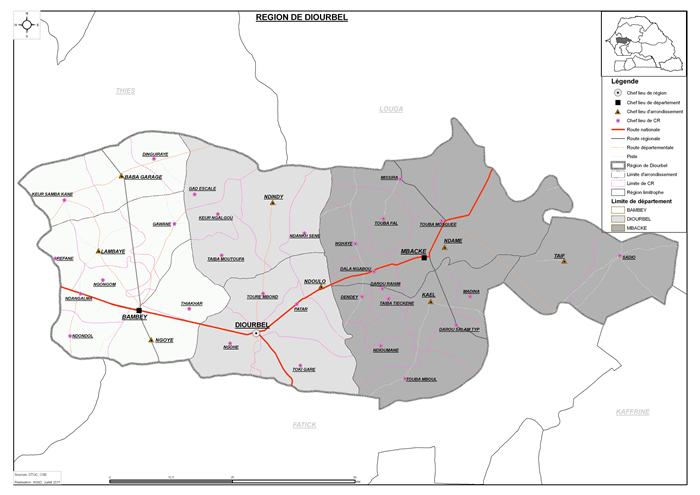 REGION DE DIOURBEL
THIES
LOUGA
Légende
Chef lieu de région
Chef lieu de département
Chef lieu d'arrondissement
Chef lieu de CR
Route nationale
Route régionale
Route départementale
Piste
Région de Diourbel
Limite d'arrondissement
Limite de CR
Région limitrophe
Limite de département
BAMBEY
DIOURBEL
MBACKE
DINGUIRAYE
BABA GARAGE
MISSIRA
KEUR SAMBA KANE
GAD ESCALE
NDINDY
KEUR NGALGOU
GAWANE
TOUBA FAL
TOUBA MOSQUEE
NDANKH SENE
NGHAYE
NDAME
LAMBAYE
MBACKE
REFANE
TAIBA MOUTOUFA
TAIF
SADIO
DALA NGABOU
NGOGOM
NDOULO
DAROU RAHIM
NDANGALMA
TOURE MBOND
DENDEY
KAEL
MADINA
TAIBA TIECKENE
THIAKHAR
PATAR
BAMBEY
DIOURBEL
DAROU SALAM TYP
NDONDOL
NGOYE
NGOHE
NDIOUMANE
TOKI GARE
TOUBA MBOUL
KAFFRINE
FATICK